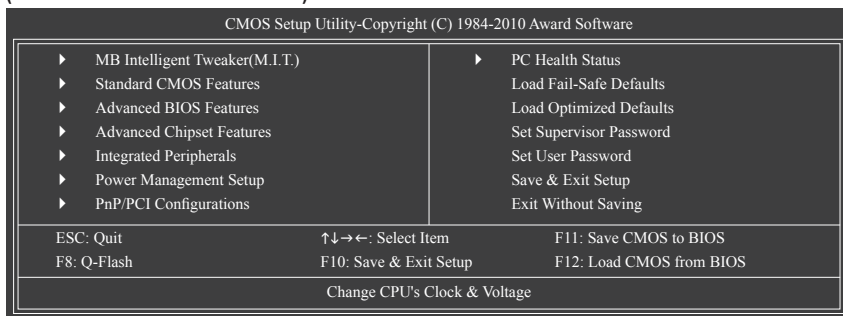 CMOS Setup Utility-Copyright (C) 1984-2010 Award Software
MB Intelligent Tweaker(M.I.T.)
Standard CMOS Features
Advanced BIOS Features
Advanced Chipset Features
Integrated Peripherals
Power Management Setup
PnP/PCI Configurations
PC Health Status
Load Fail-Safe Defaults
Load Optimized Defaults
Set Supervisor Password
Set User Password
Save & Exit Setup
Exit Without Saving
ESC: Quit ↑↓→←: Select Item F11: Save CMOS to BIOS
F8: Q-Flash F10: Save & Exit Setup F12: Load CMOS from BIOS
Change CPU's Clock & Voltage